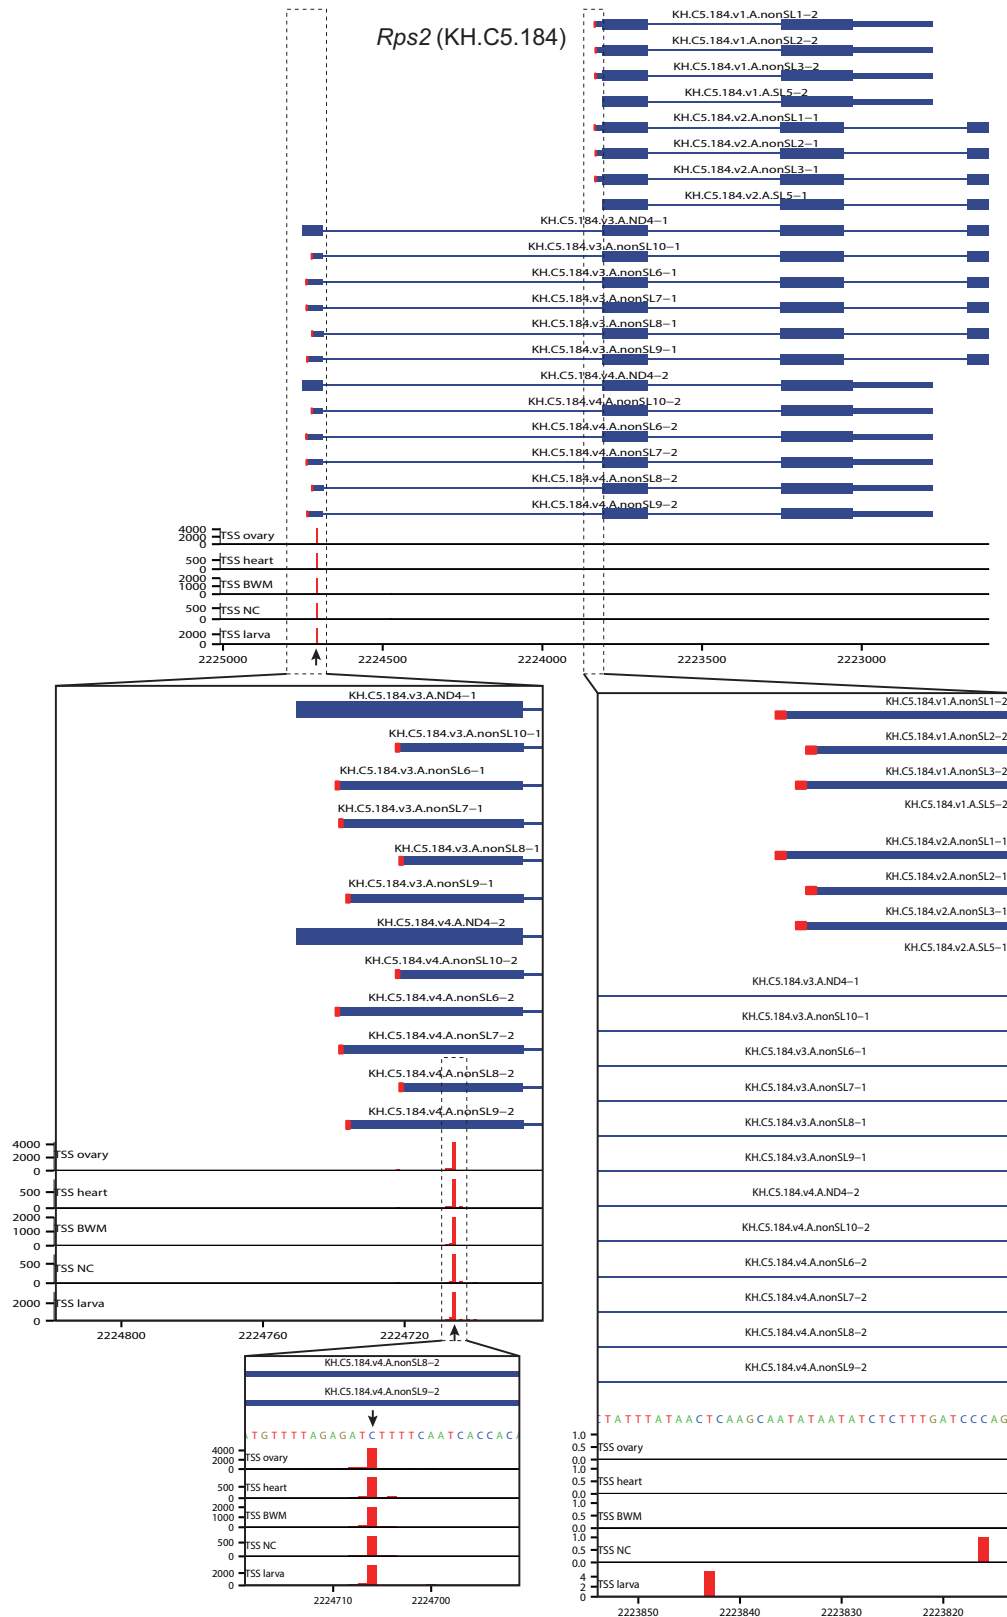 Rps2 (KH.C5.184)
KH.C5.184.v1.A.nonSL1−2
KH.C5.184.v1.A.nonSL2−2
KH.C5.184.v1.A.nonSL3−2
KH.C5.184.v1.A.SL5−2
KH.C5.184.v2.A.nonSL1−1
KH.C5.184.v2.A.nonSL2−1
KH.C5.184.v2.A.nonSL3−1
KH.C5.184.v2.A.SL5−1
KH.C5.184.v3.A.ND4−1
KH.C5.184.v3.A.nonSL10−1
KH.C5.184.v3.A.nonSL6−1
KH.C5.184.v3.A.nonSL7−1
KH.C5.184.v3.A.nonSL8−1
KH.C5.184.v3.A.nonSL9−1
KH.C5.184.v4.A.ND4−2
KH.C5.184.v4.A.nonSL10−2
KH.C5.184.v4.A.nonSL6−2
KH.C5.184.v4.A.nonSL7−2
KH.C5.184.v4.A.nonSL8−2
KH.C5.184.v4.A.nonSL9−2
4000
2000
0
TSS ovary
500
0
TSS heart
2000
1000
0
TSS BWM
500
0
TSS NC
2000
0
TSS larva
2225000 2224500 2224000 2223500 2223000
KH.C5.184.v3.A.ND4−1
KH.C5.184.v3.A.nonSL10−1
KH.C5.184.v3.A.nonSL6−1
KH.C5.184.v3.A.nonSL7−1
KH.C5.184.v3.A.nonSL8−1
KH.C5.184.v3.A.nonSL9−1
KH.C5.184.v4.A.ND4−2
KH.C5.184.v4.A.nonSL10−2
KH.C5.184.v4.A.nonSL6−2
KH.C5.184.v4.A.nonSL7−2
KH.C5.184.v4.A.nonSL8−2
KH.C5.184.v4.A.nonSL9−2
4000
2000
0
TSS ovary
500
0
TSS heart
2000
1000
0
TSS BWM
500
0
TSS NC
2000
0
TSS larva
2224800 2224760 2224720
KH.C5.184.v4.A.nonSL8−2
KH.C5.184.v4.A.nonSL9−2
ATGTTTTAGAGATCTTTTCAATCACCACA
4000
2000
0
TSS ovary
500
0
TSS heart
2000
1000
0
TSS BWM
500
0
TSS NC
2000
0
TSS larva
2224710 2224700
KH.C5.184.v1.A.nonSL1−2
KH.C5.184.v1.A.nonSL2−2
KH.C5.184.v1.A.nonSL3−2
KH.C5.184.v1.A.SL5−2
KH.C5.184.v2.A.nonSL1−1
KH.C5.184.v2.A.nonSL2−1
KH.C5.184.v2.A.nonSL3−1
KH.C5.184.v2.A.SL5−1
KH.C5.184.v3.A.ND4−1
KH.C5.184.v3.A.nonSL10−1
KH.C5.184.v3.A.nonSL6−1
KH.C5.184.v3.A.nonSL7−1
KH.C5.184.v3.A.nonSL8−1
KH.C5.184.v3.A.nonSL9−1
KH.C5.184.v4.A.ND4−2
KH.C5.184.v4.A.nonSL10−2
KH.C5.184.v4.A.nonSL6−2
KH.C5.184.v4.A.nonSL7−2
KH.C5.184.v4.A.nonSL8−2
KH.C5.184.v4.A.nonSL9−2
CTATTTATAACTCAAGCAATATAATATCTCTTTGATCCCAG
1.0
0.5
0.0
TSS ovary
1.0
0.5
0.0
TSS heart
1.0
0.5
0.0
TSS BWM
1.0
0.5
0.0
TSS NC
4
2
0
TSS larva
2223850 2223840 2223830 2223820